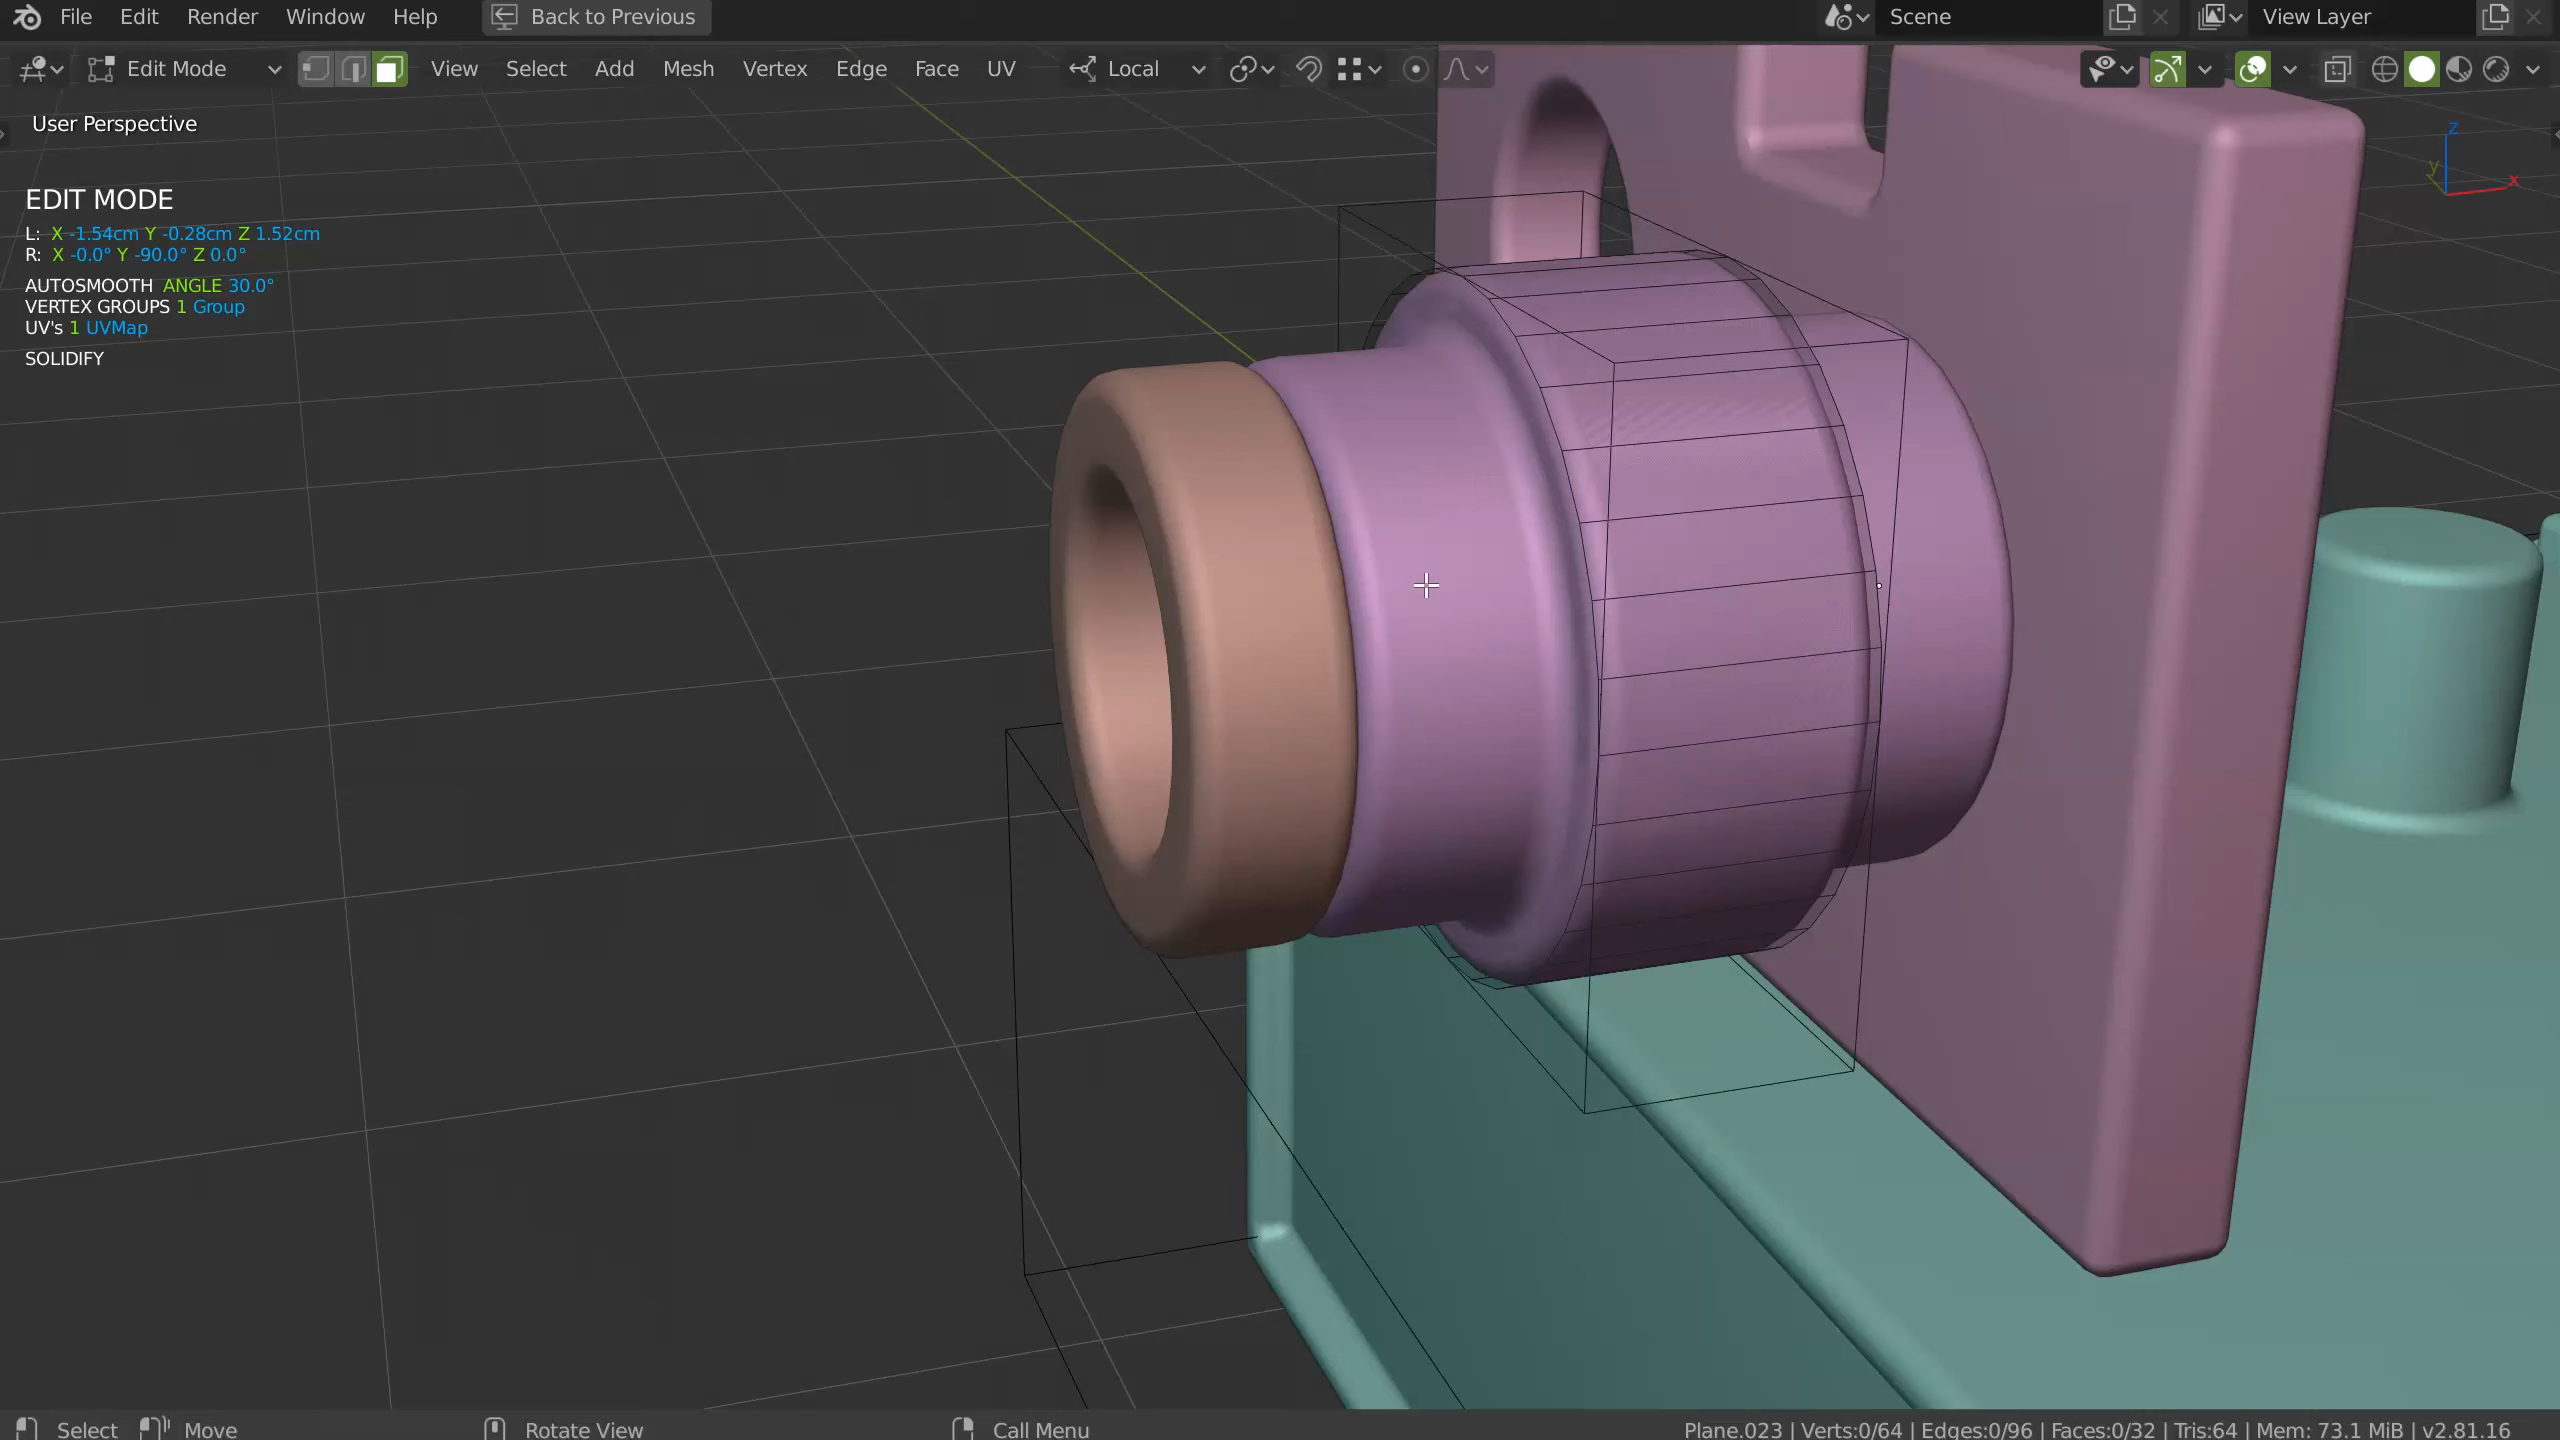 File Edit Render Window Help Back to Previous Scene View Layer
Edit Mode View Select Add Mesh Vertex Edge Face UV Local
User Perspective
EDIT MODE
L: X -1.54cm Y -0.28cm Z 1.52cm
R: X -0.0° Y -90.0° Z 0.0°
AUTOSMOOTH ANGLE 30.0°
VERTEX GROUPS 1 Group
UV's 1 UVMap
SOLIDIFY
Z
Y
X
Select Move Rotate View Call Menu Plane.023 | Verts:0/64 | Edges:0/96 | Faces:0/32 | Tris:64 | Mem: 73.1 MiB | v2.81.16